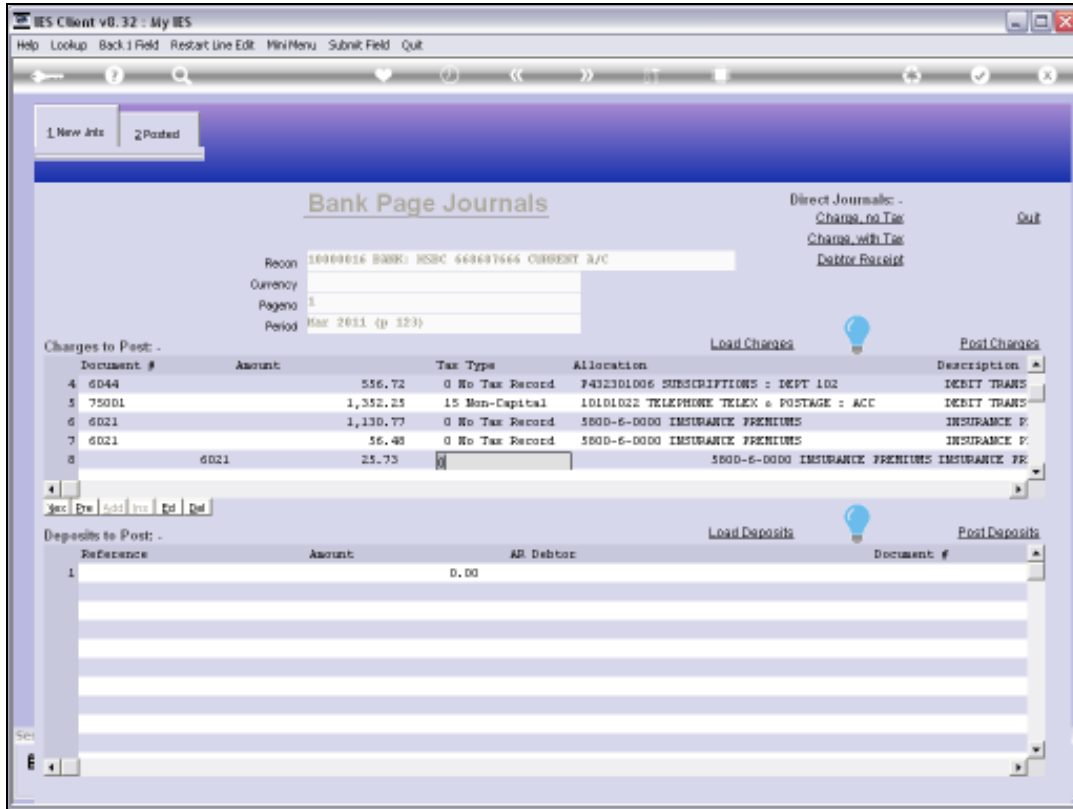 IES Client v8.32 : My IES
Help Lookup Back 1 Field Restart Line Edit MiniMenu Submit Field Quit
1 New Jnls 2 Posted
Bank Page Journals
Direct Journals: -
Charge, no Tax Quit
Charge, with Tax
Debtor Receipt
Recon 10000016 BANK: HSBC 660607666 CURRENT A/C
Currency
Pageno 1
Period Mar 2011 (p 123)
Charges to Post: - Load Charges Post Charges
Document # Amount Tax Type Allocation Description
4 6044 556.72 0 No Tax Record P432301006 SUBSCRIPTIONS : DEPT 102 DEBIT TRANS
5 75001 1,352.25 15 Non-Capital 10101022 TELEPHONE TELEX & POSTAGE : ACC DEBIT TRANS
6 6021 1,130.77 0 No Tax Record 5800-6-0000 INSURANCE PREMIUMS INSURANCE P
7 6021 56.48 0 No Tax Record 5800-6-0000 INSURANCE PREMIUMS INSURANCE P
8 6021 25.73 0 5800-6-0000 INSURANCE PREMIUMS INSURANCE PR
Nex Pre Add Ins Ed Del
Deposits to Post: - Load Deposits Post Deposits
Reference Amount AR Debtor Document #
1 0.00